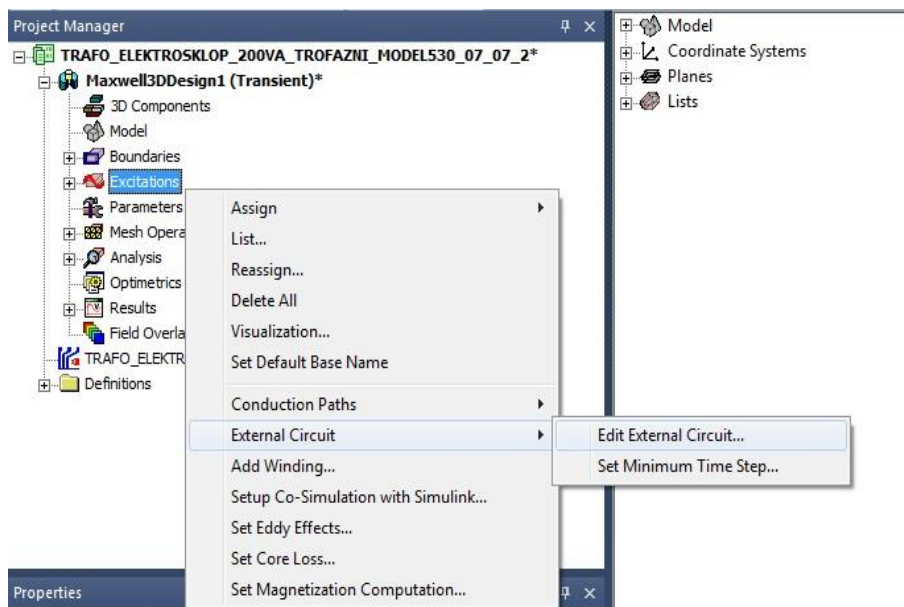 Project Manager
TRAFO_ELEKTROSKLOP_200VA_TROFAZNI_MODEL530_07_07_2*
Maxwell3DDesign1 (Transient)*
3D Components
Model
Boundaries
Excitations
Parameters
Mesh Opera
Analysis
Optimetrics
Results
Field Overla
TRAFO_ELEKTR
Definitions
Properties
Assign
List...
Reassign...
Delete All
Visualization...
Set Default Base Name
Conduction Paths
External Circuit
Add Winding...
Setup Co-Simulation with Simulink...
Set Eddy Effects...
Set Core Loss...
Set Magnetization Computation...
Edit External Circuit...
Set Minimum Time Step...
Model
Coordinate Systems
Planes
Lists